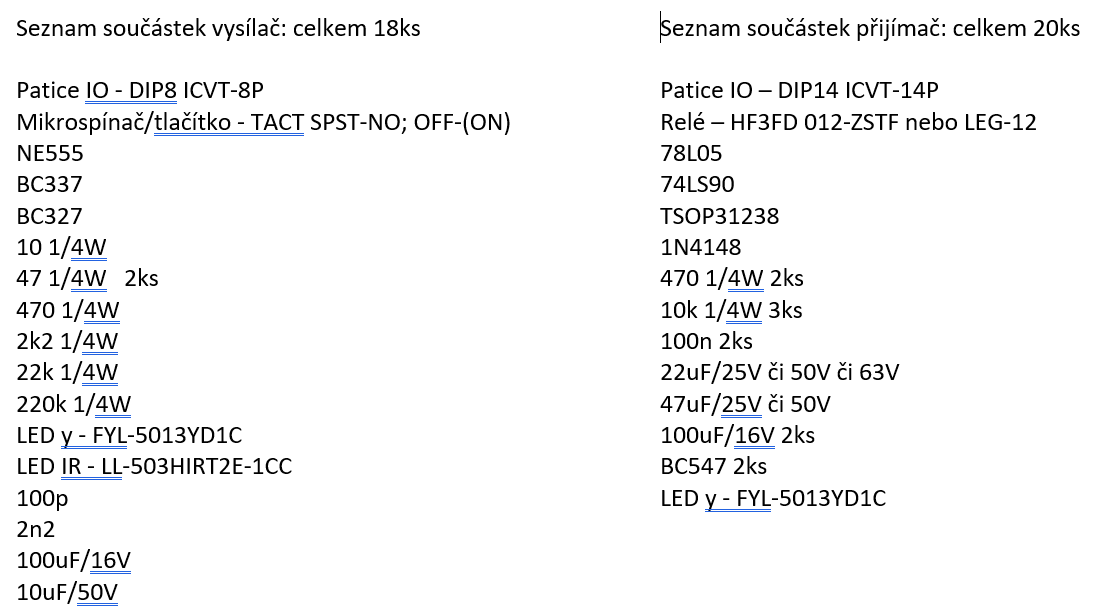 Seznam součástek vysílač: celkem 18ks
Patice IO - DIP8 ICVT-8P
Mikrospínač/tlačítko - TACT SPST-NO; OFF-(ON)
NE555
BC337
BC327
10 1/4W
47 1/4W   2ks
470 1/4W
2k2 1/4W
22k 1/4W
220k 1/4W
LED y - FYL-5013YD1C
LED IR - LL-503HIRT2E-1CC
100p
2n2
100uF/16V
10uF/50V
Seznam součástek přijímač: celkem 20ks
Patice IO – DIP14 ICVT-14P
Relé – HF3FD 012-ZSTF nebo LEG-12
78L05
74LS90
TSOP31238
1N4148
470 1/4W 2ks
10k 1/4W 3ks
100n 2ks
22uF/25V či 50V či 63V
47uF/25V či 50V
100uF/16V 2ks
BC547 2ks
LED y - FYL-5013YD1C